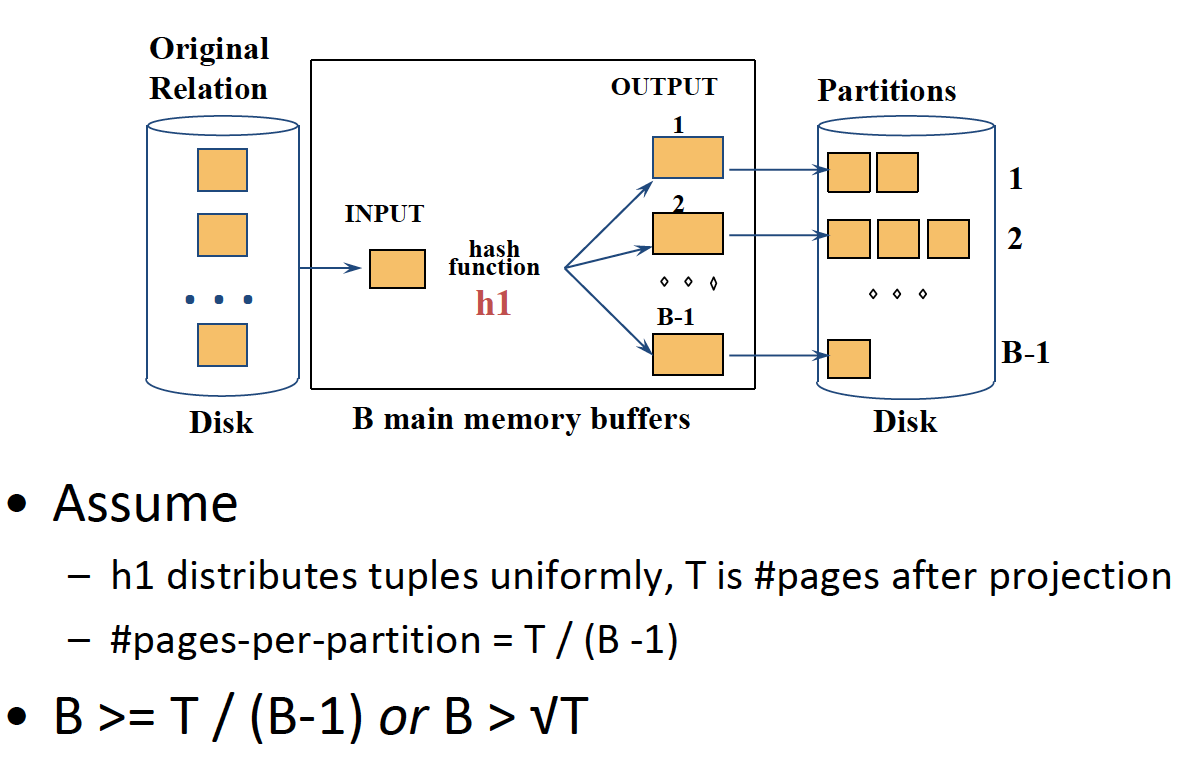 Original
Relation
OUTPUT
Partitions
1
1
INPUT
2
2
hash
function
h1
B-1
B-1
Disk
B main memory buffers
Disk
• Assume
– h1 distributes tuples uniformly, T is #pages after projection
– #pages-per-partition = T / (B -1)
• B >= T / (B-1) or B > √T